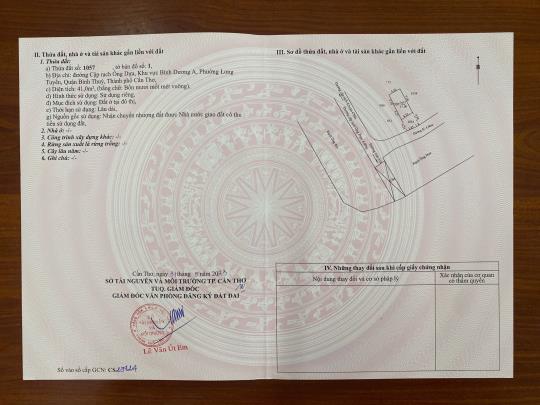 II. Thửa đất, nhà ở và tài sản khác gắn liền với đất
1. Thửa đất:
a) Thửa đất số: 1057 , tờ bản đồ số: 1,
b) Địa chỉ: đường Cặp rạch Ông Dựa, Khu vực Bình Dương A, Phường Long
Tuyền, Quận Bình Thuỷ, Thành phố Cần Thơ,
c) Diện tích: 41,0m², (bằng chữ: Bốn mươi mốt mét vuông),
d) Hình thức sử dụng: Sử dụng riêng,
đ) Mục đích sử dụng: Đất ở tại đô thị,
e) Thời hạn sử dụng: Lâu dài,
g) Nguồn gốc sử dụng: Nhận chuyển nhượng đất được Nhà nước giao đất có thu
tiền sử dụng đất.
2. Nhà ở: -/-
3. Công trình xây dựng khác: -/-
4. Rừng sản xuất là rừng trồng: -/-
5. Cây lâu năm: -/-
6. Ghi chú: -/-
Cần Thơ, ngày tháng năm
SỞ TÀI NGUYÊN VÀ MÔI TRƯỜNG TP. CẦN THƠ
TUQ. GIÁM ĐỐC
GIÁM ĐỐC VĂN PHÒNG ĐĂNG KÝ ĐẤT ĐAI
Lê Văn Út Em
Số vào sổ cấp GCN: CS
III. Sơ đồ thửa đất, nhà ở và tài sản khác gắn liền với đất
IV. Những thay đổi sau khi cấp giấy chứng nhận
Nội dung thay đổi và cơ sở pháp lý
Xác nhận của cơ quan
có thẩm quyền